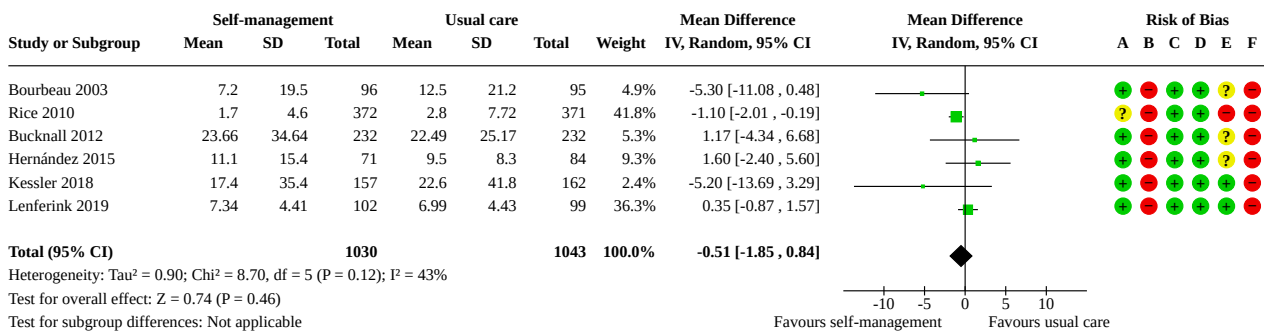 Self-management Usual care Mean Difference Mean Difference Risk of Bias
Study or Subgroup Mean SD Total Mean SD Total Weight IV, Random, 95% CI IV, Random, 95% CI A B C D E F
Bourbeau 2003 7.2 19.5 96 12.5 21.2 95 4.9% -5.30 [-11.08 , 0.48] + − + + ? −
Rice 2010 1.7 4.6 372 2.8 7.72 371 41.8% -1.10 [-2.01 , -0.19] ? − + + − −
Bucknall 2012 23.66 34.64 232 22.49 25.17 232 5.3% 1.17 [-4.34 , 6.68] + − + + ? −
Hernández 2015 11.1 15.4 71 9.5 8.3 84 9.3% 1.60 [-2.40 , 5.60] + − + + ? −
Kessler 2018 17.4 35.4 157 22.6 41.8 162 2.4% -5.20 [-13.69 , 3.29] + − + + + −
Lenferink 2019 7.34 4.41 102 6.99 4.43 99 36.3% 0.35 [-0.87 , 1.57] + − + + + −
Total (95% CI) 1030 1043 100.0% -0.51 [-1.85 , 0.84]
Heterogeneity: Tau² = 0.90; Chi² = 8.70, df = 5 (P = 0.12); I² = 43%
Test for overall effect: Z = 0.74 (P = 0.46) -10 -5 0 5 10
Test for subgroup differences: Not applicable Favours self-management Favours usual care